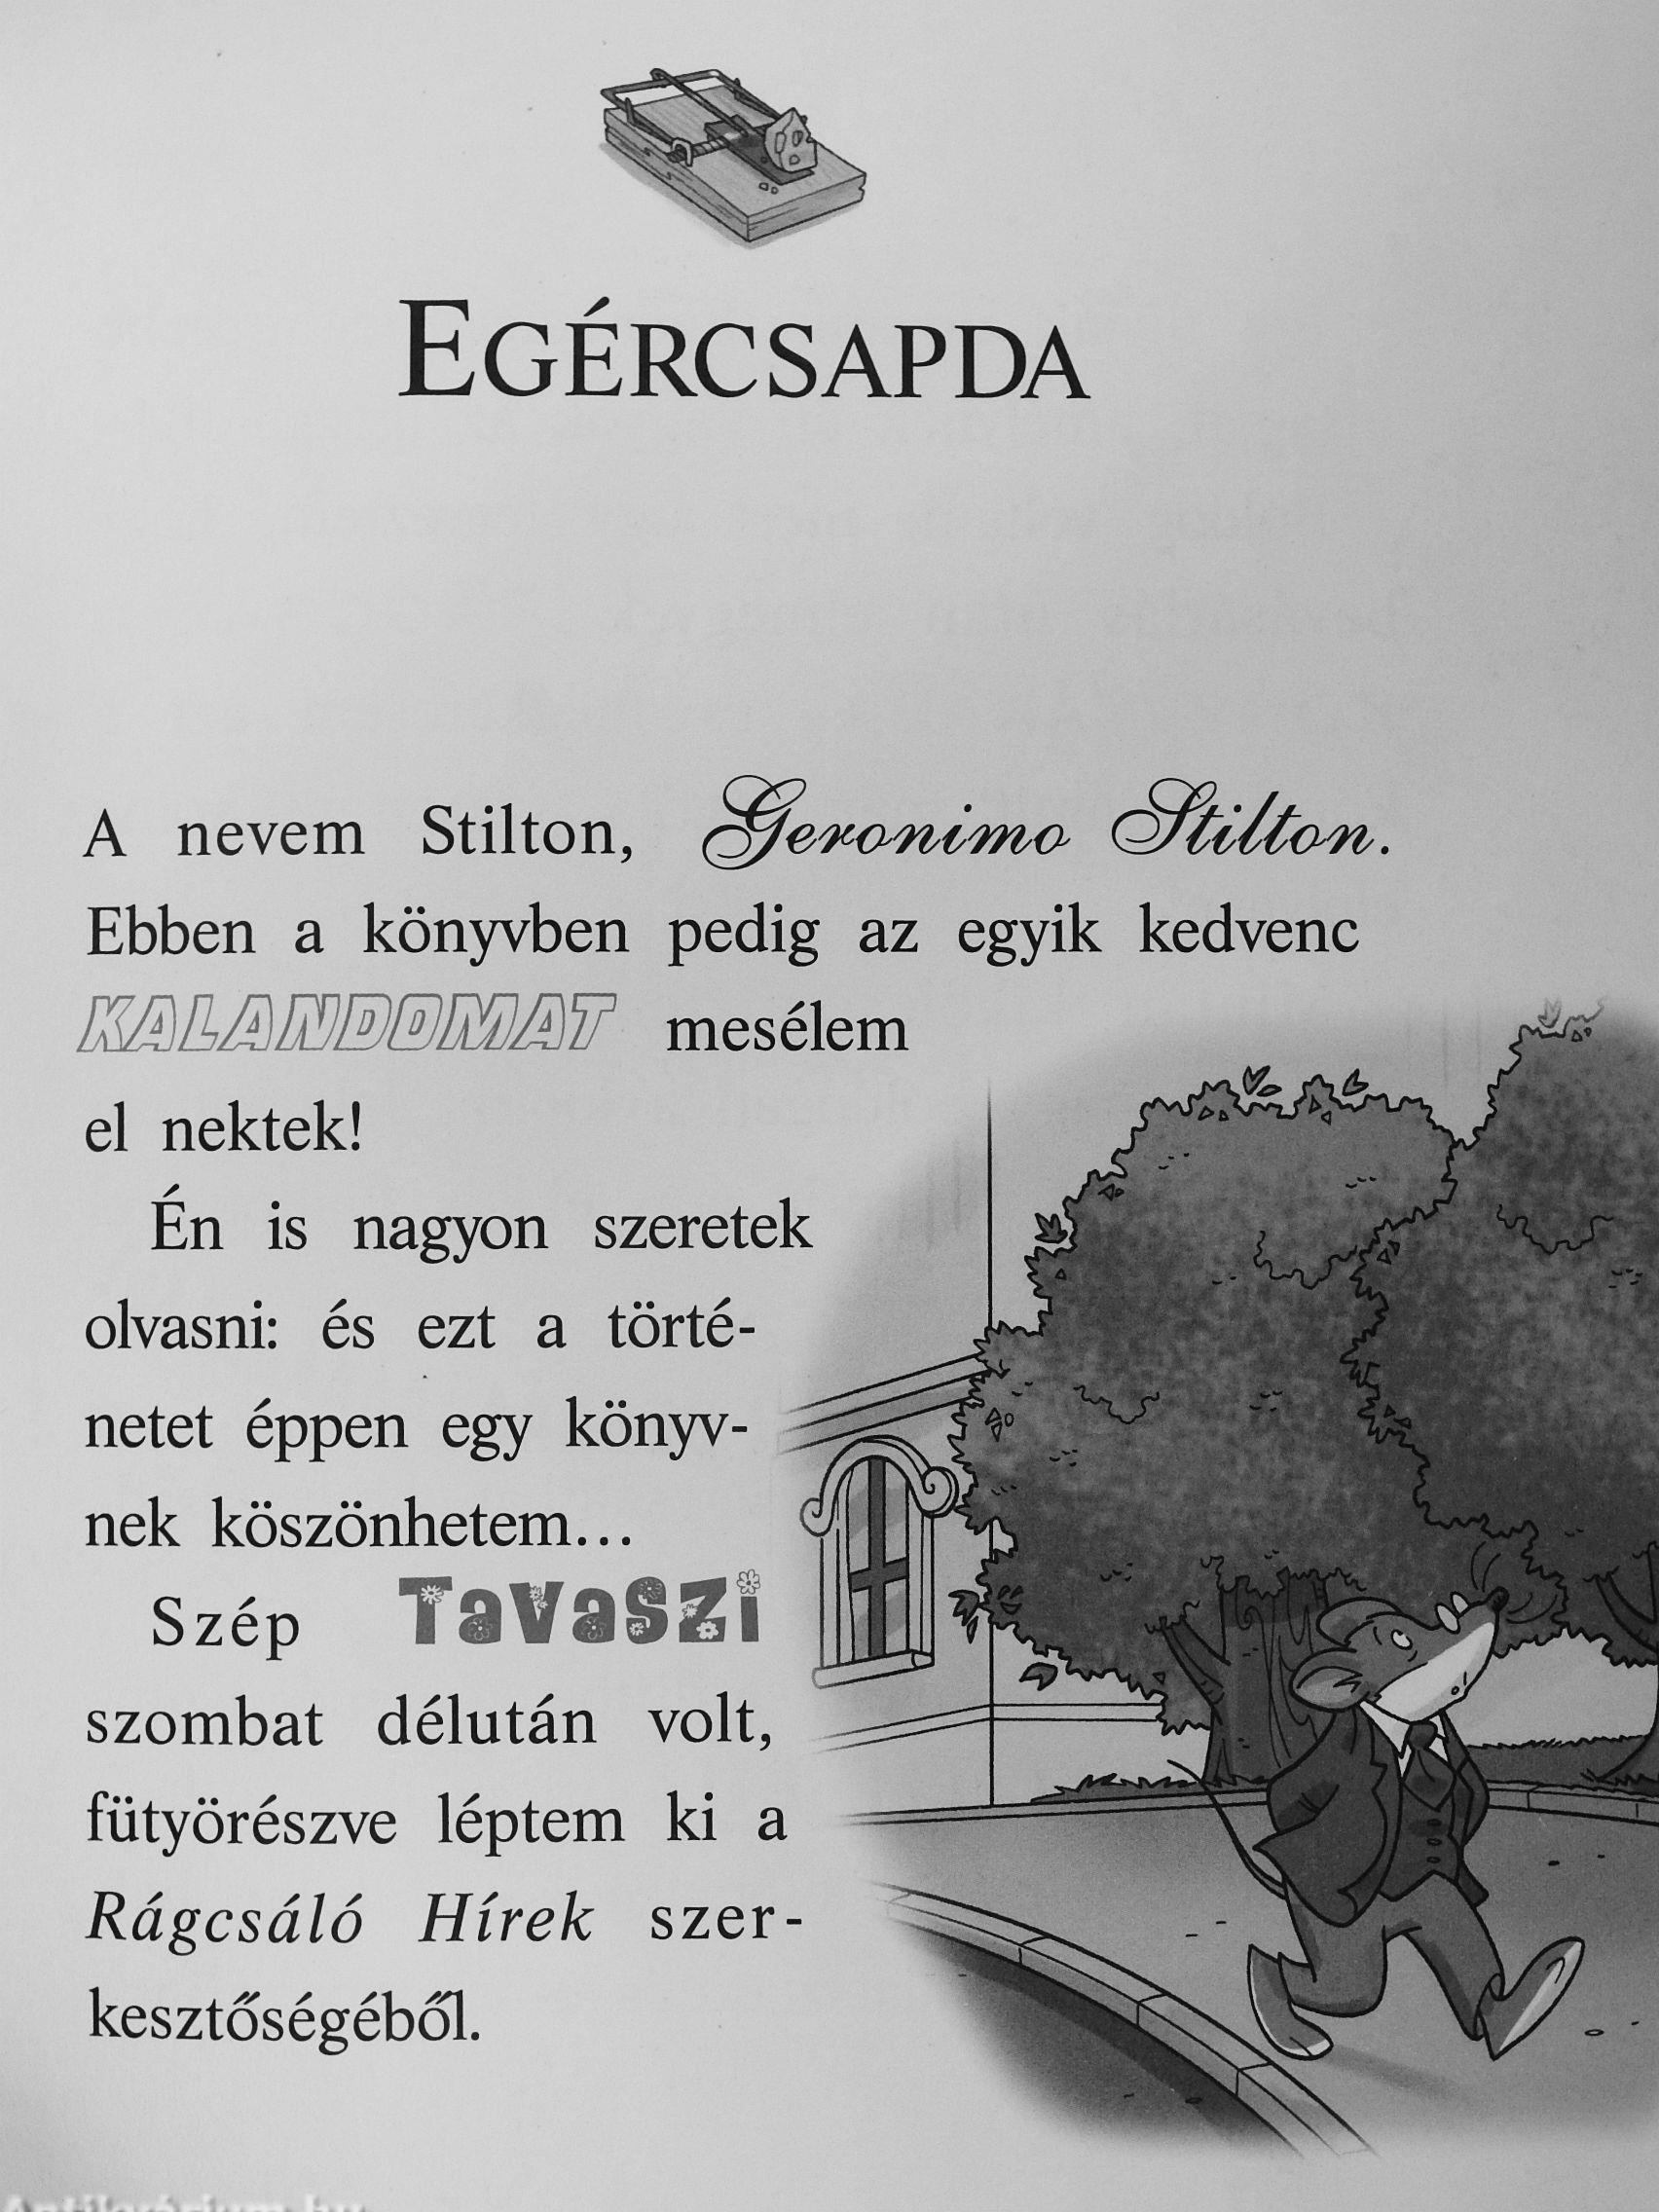 EGÉRCSAPDA
A nevem Stilton, Geronimo Stilton.
Ebben a könyvben pedig az egyik kedvenc
KALANDOMAT mesélem
el nektek!
Én is nagyon szeretek
olvasni: és ezt a törté-
netet éppen egy könyv-
nek köszönhetem...
Szép Tavaszi
szombat délután volt,
fütyörészve léptem ki a
Rágcsáló Hírek szer-
kesztőségéből.